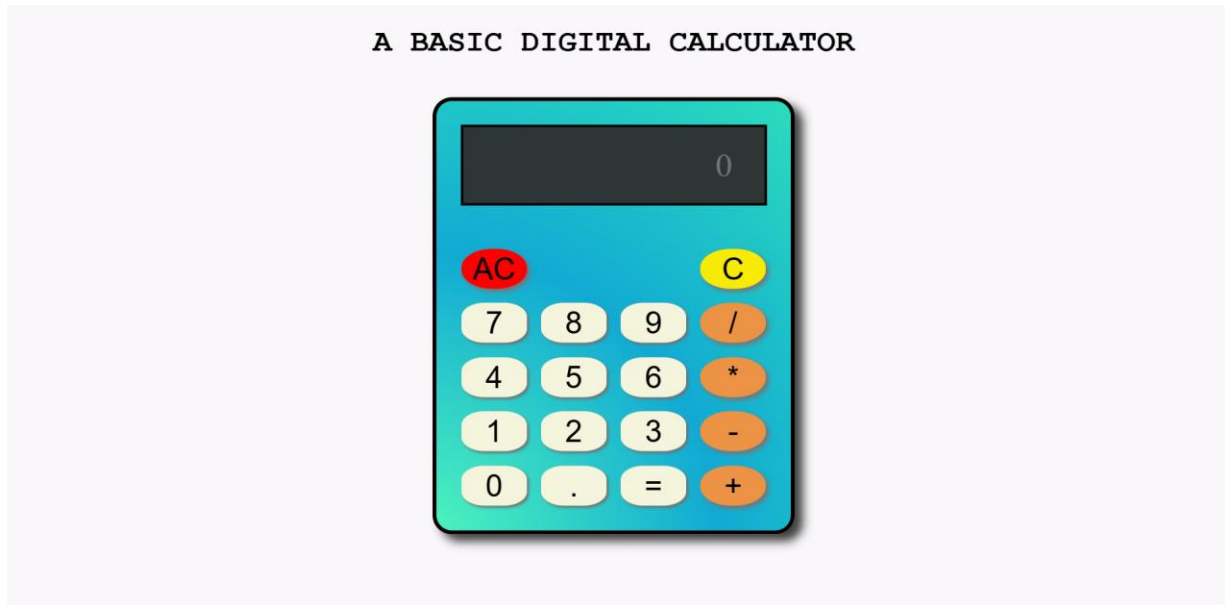 A BASIC DIGITAL CALCULATOR
0
AC C
7 8 9 /
4 5 6 *
1 2 3 -
0 . = +